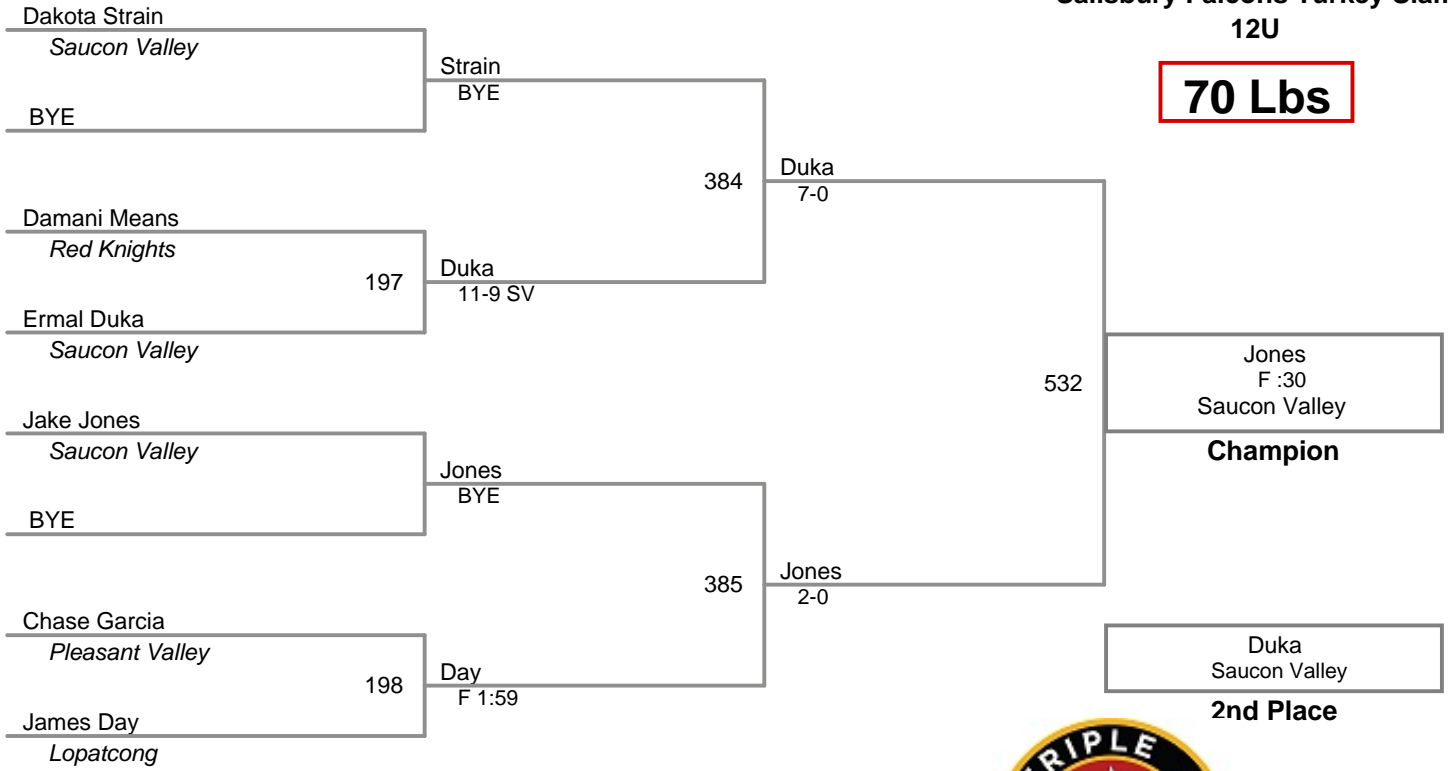 Salisbury Falcons Turkey
12U
70 Lbs
Dakota Strain
Saucon Valley
BYE
Strain
BYE
Damani Means
Red Knights
197
Ermal Duka
Saucon Valley
Duka
11-9 SV
384
Duka
7-0
Jake Jones
Saucon Valley
BYE
Jones
BYE
Chase Garcia
Pleasant Valley
198
James Day
Lopatcong
Day
F 1:59
385
Jones
2-0
532
Jones
F :30
Saucon Valley
Champion
Duka
Saucon Valley
2nd Place
TRIPLE